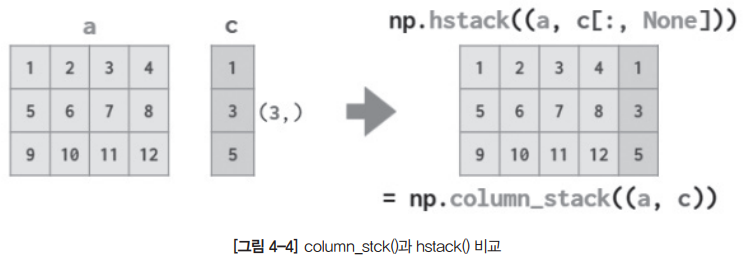 a
c
np.hstack((a, c[:, None]))
1 2 3 4
1
1 2 3 4 1
5 6 7 8
3 (3,)
5 6 7 8 3
9 10 11 12
5
9 10 11 12 5
= np.column_stack((a, c))
[그림 4-4] column_stck()과 hstack() 비교